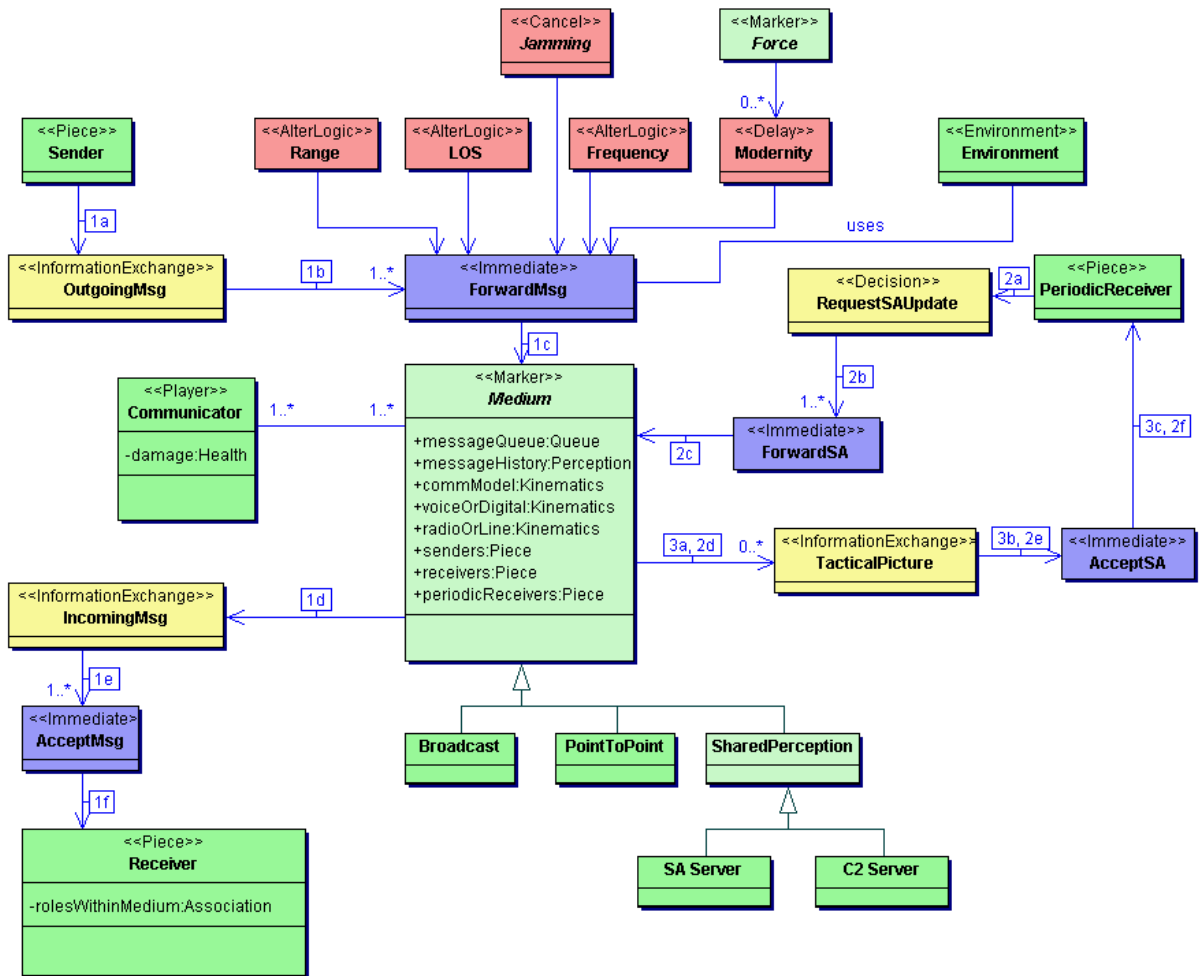 <<Cancel>>
Jamming
<<Marker>>
Force
0..*
<<Piece>>
Sender
<<AlterLogic>>
Range
<<AlterLogic>>
LOS
<<AlterLogic>>
Frequency
<<Delay>>
Modernity
<<Environment>>
Environment
1a
uses
<<InformationExchange>>
OutgoingMsg
1b
1..*
<<Immediate>>
ForwardMsg
<<Decision>>
RequestSAUpdate
2a
<<Piece>>
PeriodicReceiver
1c
2b
1..*
<<Player>>
Communicator
-damage:Health
1..*
1..*
<<Marker>>
Medium
+messageQueue:Queue
+messageHistory:Perception
+commModel:Kinematics
+voiceOrDigital:Kinematics
+radioOrLine:Kinematics
+senders:Piece
+receivers:Piece
+periodicReceivers:Piece
2c
<<Immediate>>
ForwardSA
3c, 2f
3a, 2d
0..*
<<InformationExchange>>
TacticalPicture
3b, 2e
<<Immediate>>
AcceptSA
<<InformationExchange>>
IncomingMsg
1d
1e
1..*
<<Immediate>
AcceptMsg
1f
<<Piece>>
Receiver
-rolesWithinMedium:Association
Broadcast
PointToPoint
SharedPerception
SA Server
C2 Server